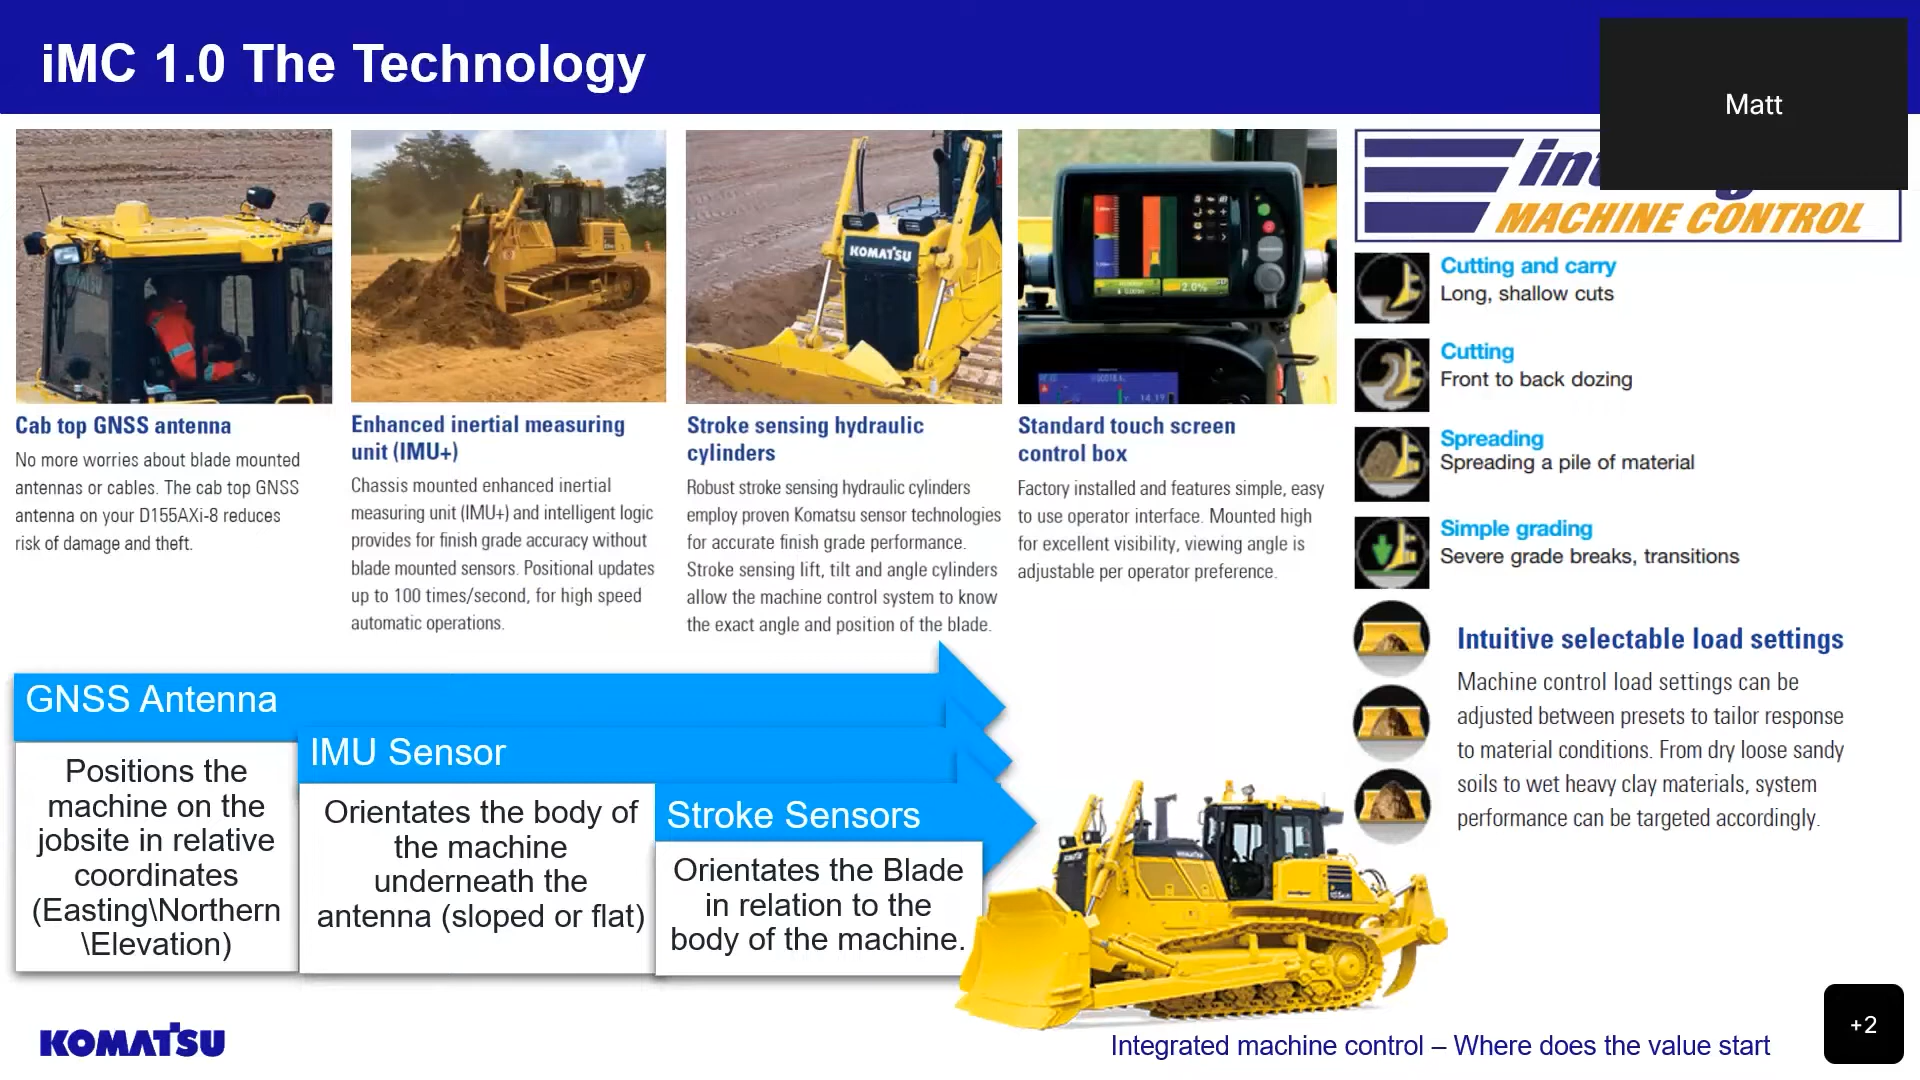 iMC 1.0 The Technology
Matt
MACHINE CONTROL
KOMATSU
2.0%
Cab top GNSS antenna
No more worries about blade mounted
antennas or cables. The cab top GNSS
antenna on your D155AXi-8 reduces
risk of damage and theft.
Enhanced inertial measuring
unit (IMU+)
Chassis mounted enhanced inertial
measuring unit (IMU+) and intelligent logic
provides for finish grade accuracy without
blade mounted sensors. Positional updates
up to 100 times/second, for high speed
automatic operations.
Stroke sensing hydraulic
cylinders
Robust stroke sensing hydraulic cylinders
employ proven Komatsu sensor technologies
for accurate finish grade performance.
Stroke sensing lift, tilt and angle cylinders
allow the machine control system to know
the exact angle and position of the blade.
Standard touch screen
control box
Factory installed and features simple, easy
to use operator interface. Mounted high
for excellent visibility, viewing angle is
adjustable per operator preference.
Cutting and carry
Long, shallow cuts
Cutting
Front to back dozing
Spreading
Spreading a pile of material
Simple grading
Severe grade breaks, transitions
Intuitive selectable load settings
Machine control load settings can be
adjusted between presets to tailor response
to material conditions. From dry loose sandy
soils to wet heavy clay materials, system
performance can be targeted accordingly.
GNSS Antenna
Positions the
machine on the
jobsite in relative
coordinates
(Easting\Northern
\Elevation)
IMU Sensor
Orientates the body of
the machine
underneath the
antenna (sloped or flat)
Stroke Sensors
Orientates the Blade
in relation to the
body of the machine.
KOMATSU
Integrated machine control – Where does the value start
+2